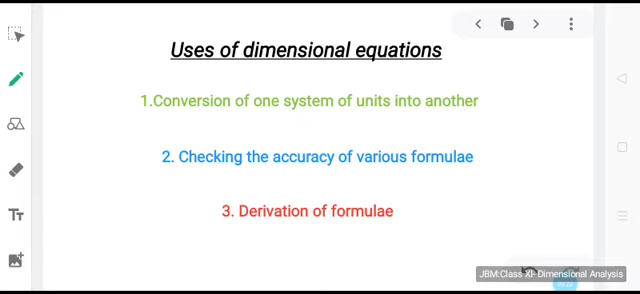 Uses of dimensional equations
1.Conversion of one system of units into another
2. Checking the accuracy of various formulae
3. Derivation of formulae
Tт
JBM:Class XI-Dimensional Analysis